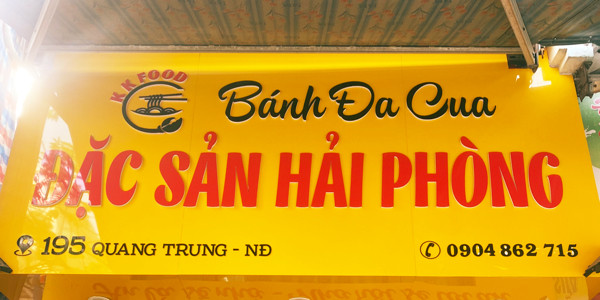 K.K FOOD
Bánh Đa Cua
ĐẶC SẢN HẢI PHÒNG
195 QUANG TRUNG - NĐ
0904 862 715